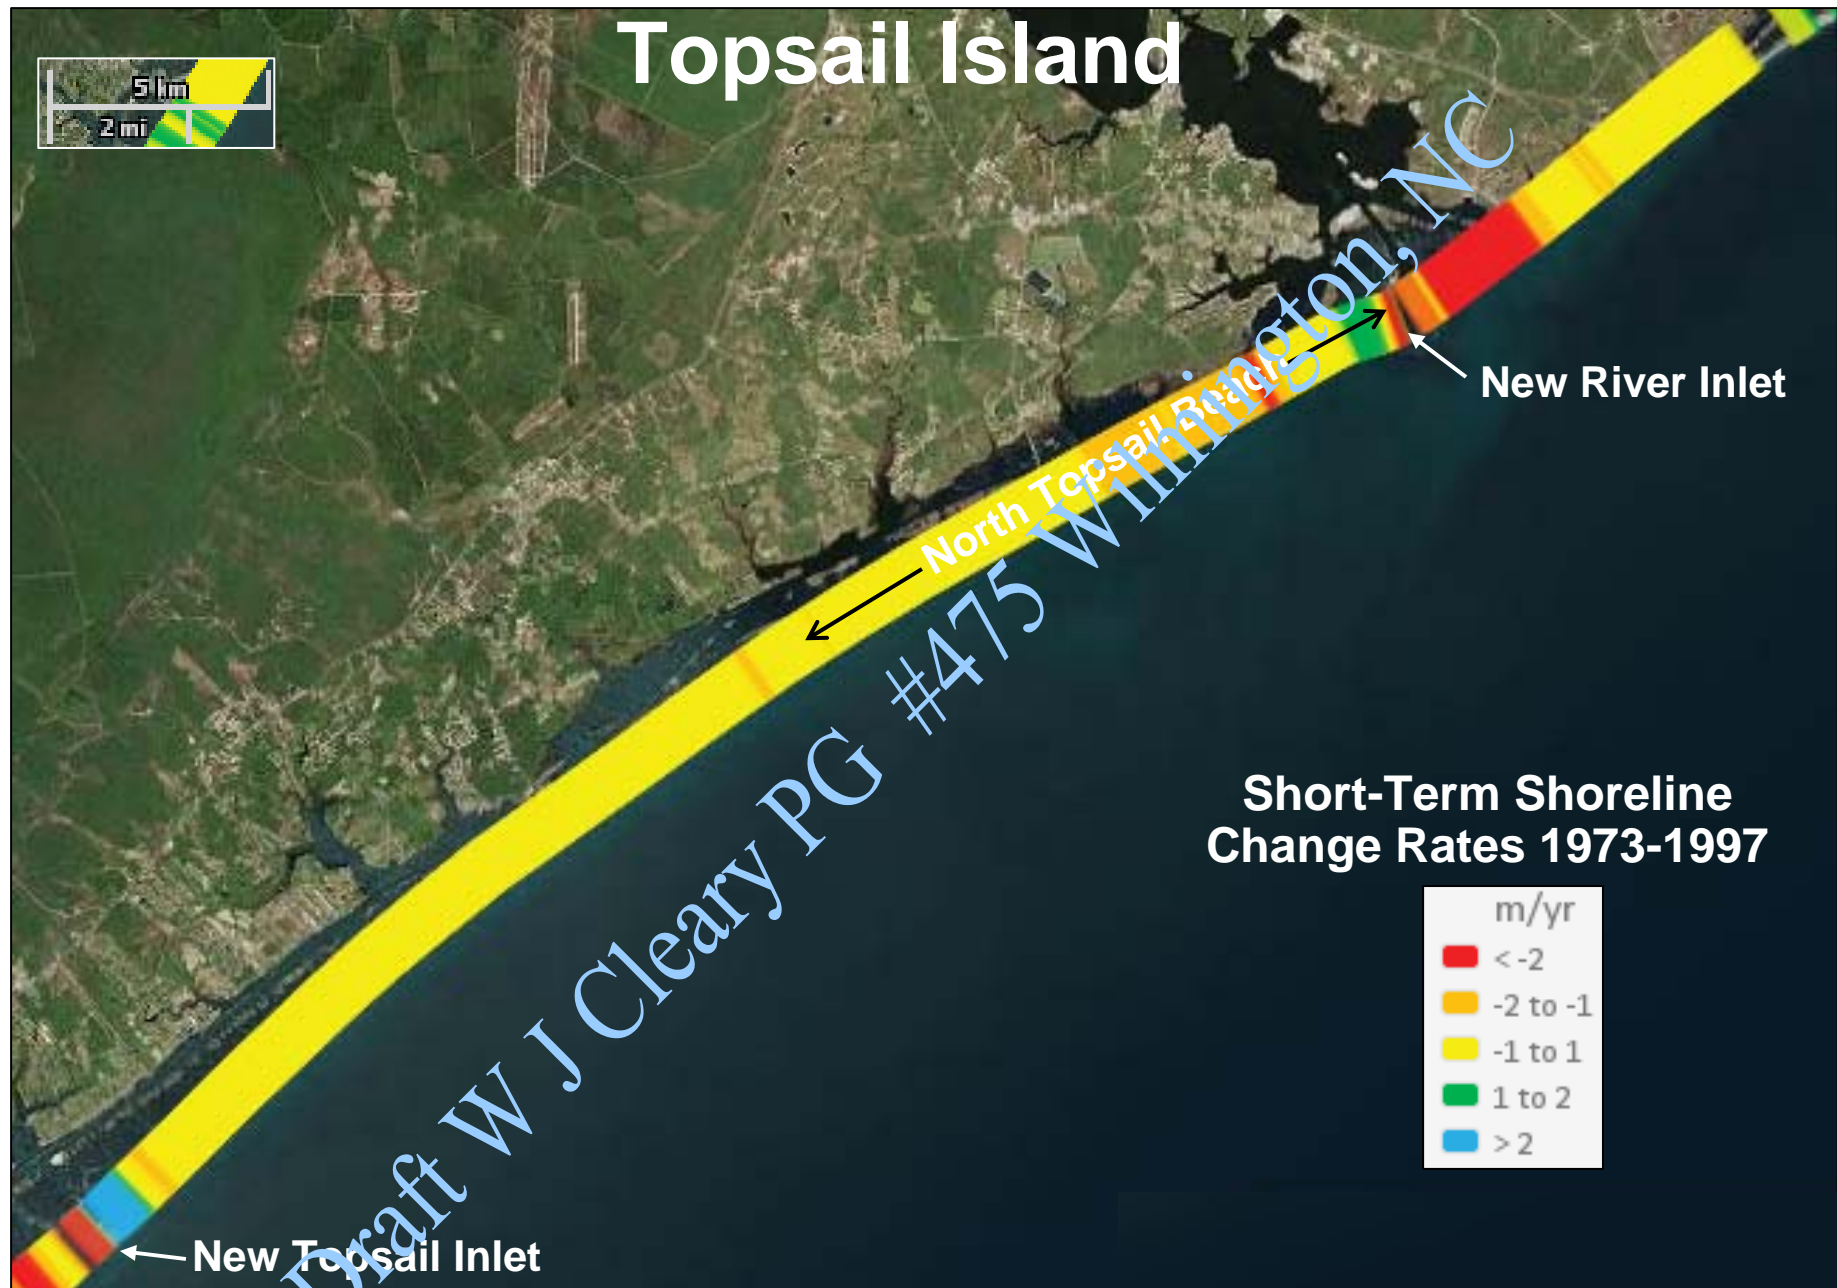 Topsail Island
5 km
2 mi
New River Inlet
North Topsail Beach
Draft W J Cleary PG #475 Wilmington, NC
Short-Term Shoreline
Change Rates 1973-1997
m/yr
< -2
-2 to -1
-1 to 1
1 to 2
> 2
New Topsail Inlet